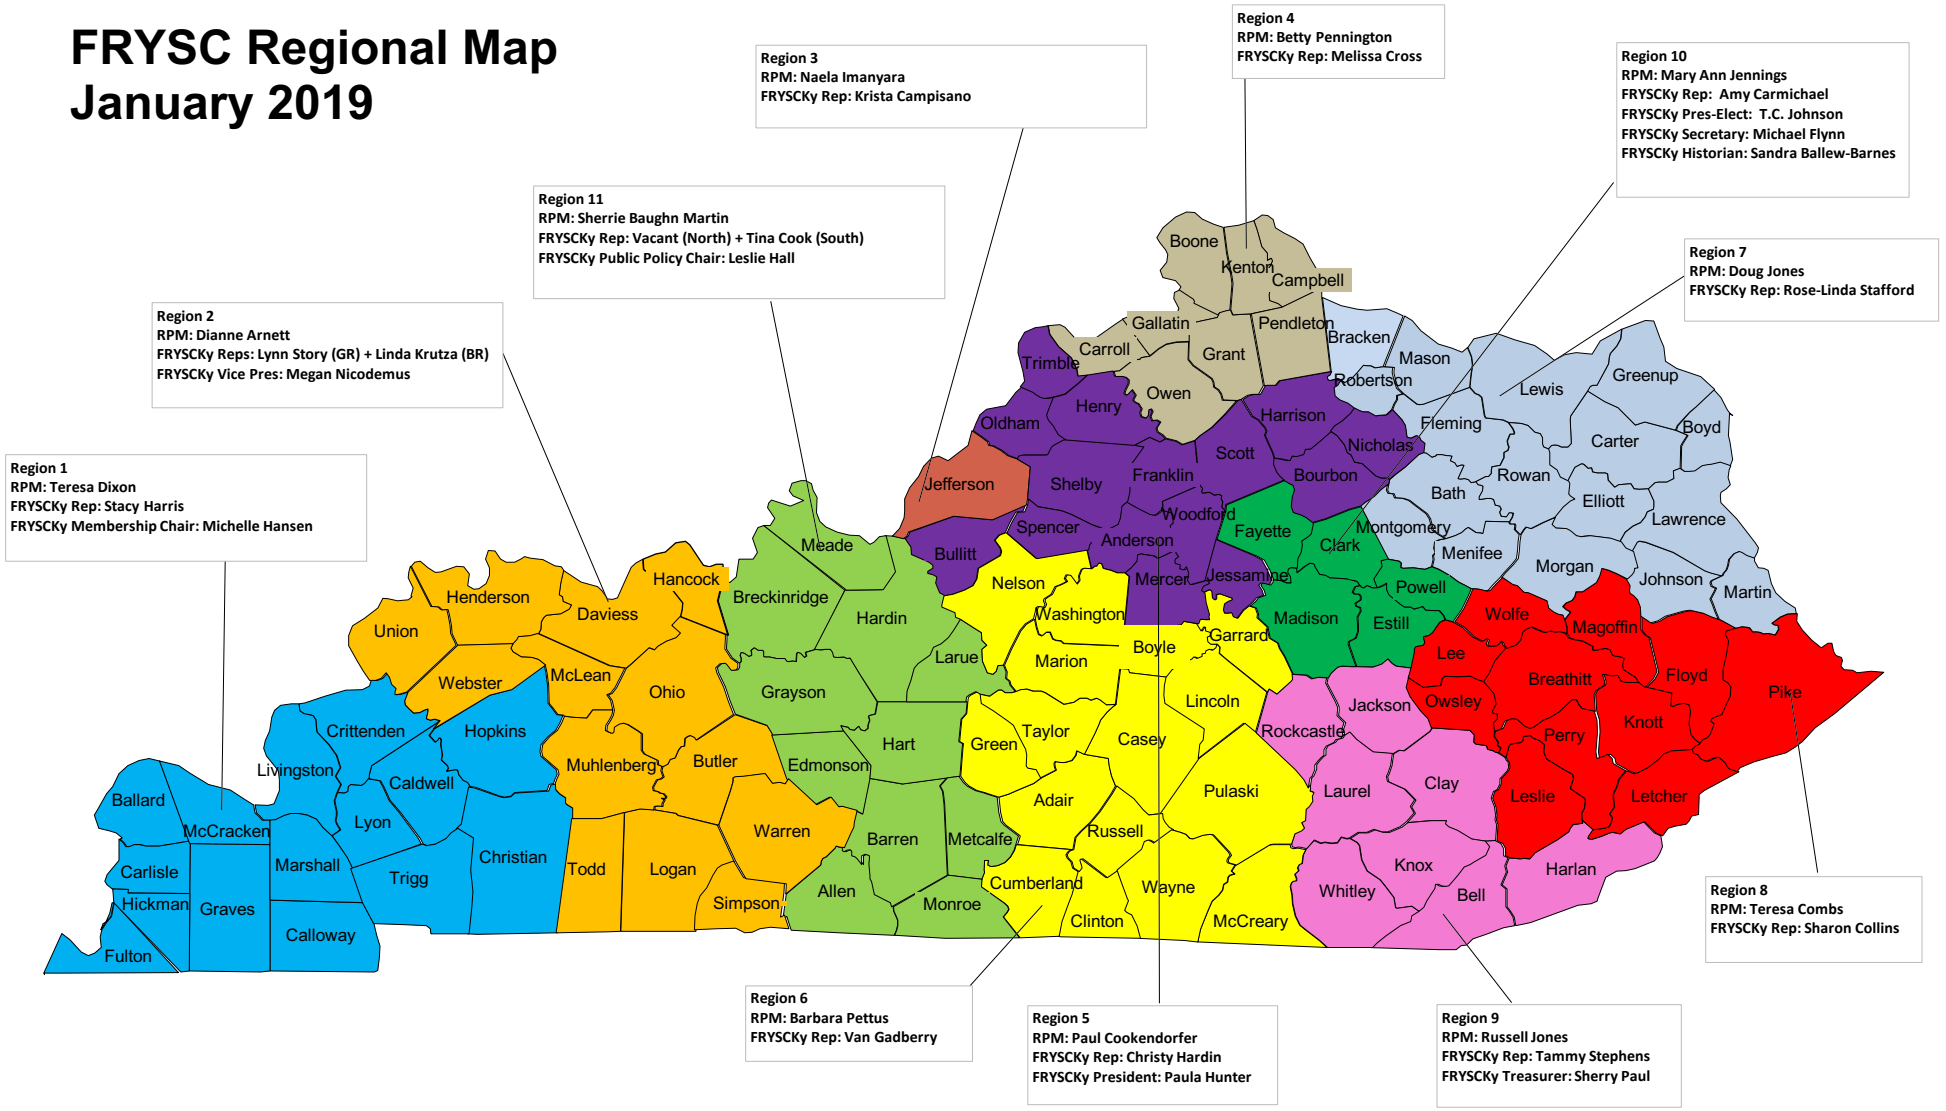 FRYSC Regional Map
January 2019
Region 4
RPM: Betty Pennington
FRYSCKy Rep: Melissa Cross
Region 3
RPM: Naela Imanyara
FRYSCKy Rep: Krista Campisano
Region 10
RPM: Mary Ann Jennings
FRYSCKy Rep:  Amy Carmichael
FRYSCKy Pres-Elect:  T.C. Johnson
FRYSCKy Secretary: Michael Flynn
FRYSCKy Historian: Sandra Ballew-Barnes
Region 11
RPM: Sherrie Baughn Martin
FRYSCKy Rep: Vacant (North) + Tina Cook (South)
FRYSCKy Public Policy Chair: Leslie Hall
Region 7
RPM: Doug Jones
FRYSCKy Rep: Rose-Linda Stafford
Region 2
RPM: Dianne Arnett
FRYSCKy Reps: Lynn Story (GR) + Linda Krutza (BR)
FRYSCKy Vice Pres: Megan Nicodemus
Region 1
RPM: Teresa Dixon
FRYSCKy Rep: Stacy Harris
FRYSCKy Membership Chair: Michelle Hansen
Boone
Kenton
Campbell
Gallatin
Pendleton
Carroll
Grant
Owen
Bracken
Mason
Robertson
Lewis
Greenup
Fleming
Carter
Boyd
Rowan
Bath
Elliott
Lawrence
Montgomery
Menifee
Morgan
Johnson
Martin
Trimble
Henry
Oldham
Harrison
Nicholas
Scott
Bourbon
Franklin
Shelby
Woodford
Spencer
Anderson
Bullitt
Mercer
Jessamine
Jefferson
Fayette
Clark
Powell
Madison
Estill
Meade
Breckinridge
Hardin
Larue
Grayson
Hart
Edmonson
Barren
Metcalfe
Allen
Monroe
Hancock
Henderson
Daviess
Union
Webster
McLean
Ohio
Muhlenberg
Butler
Warren
Todd
Logan
Simpson
Crittenden
Hopkins
Livingston
Caldwell
Ballard
McCracken
Lyon
Carlisle
Marshall
Christian
Trigg
Hickman
Graves
Calloway
Fulton
Nelson
Washington
Marion
Boyle
Garrard
Lincoln
Taylor
Green
Casey
Adair
Pulaski
Russell
Cumberland
Wayne
Clinton
McCreary
Rockcastle
Jackson
Laurel
Clay
Knox
Whitley
Bell
Harlan
Wolfe
Magoffin
Lee
Breathitt
Floyd
Pike
Owsley
Knott
Perry
Leslie
Letcher
Region 8
RPM: Teresa Combs
FRYSCKy Rep: Sharon Collins
Region 6
RPM: Barbara Pettus
FRYSCKy Rep: Van Gadberry
Region 5
RPM: Paul Cookendorfer
FRYSCKy Rep: Christy Hardin
FRYSCKy President: Paula Hunter
Region 9
RPM: Russell Jones
FRYSCKy Rep: Tammy Stephens
FRYSCKy Treasurer: Sherry Paul